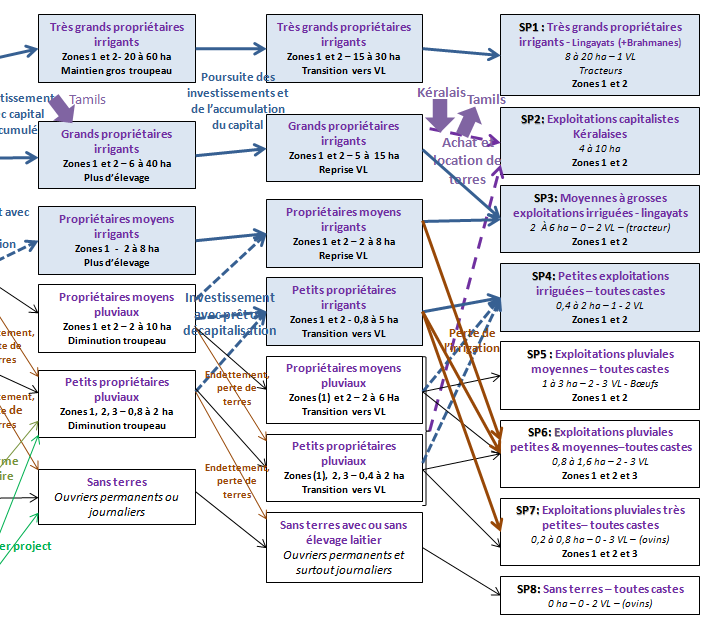 Très grands propriétaires
irrigants
Zones 1 et 2- 20 à 60 ha
Maintien gros troupeau
Tamils
Grands propriétaires
irrigants
Zones 1 et 2 – 6 à 40 ha
Plus d'élevage
Propriétaires moyens
irrigants
Zones 1 - 2 à 8 ha
Plus d'élevage
Propriétaires moyens
pluviaux
Zones 1 et 2 – 2 à 10 ha
Diminution troupeau
Petits propriétaires
pluviaux
Zones 1, 2, 3 – 0,8 à 2 ha
Diminution troupeau
Sans terres
Ouvriers permanents ou
journaliers
Poursuite des
investissements et
de l'accumulation
du capital
Investissement
avec prêt ou
décapitalisation
Endettement,
perte de
terres
Endettement,
perte de
terres
Très grands propriétaires
irrigants
Zones 1 et 2 – 15 à 30 ha
Transition vers VL
Grands propriétaires
irrigants
Zones 1 et 2 – 5 à 15 ha
Reprise VL
Propriétaires moyens
irrigants
Zones 1 et 2 – 2 à 8 ha
Reprise VL
Petits propriétaires
irrigants
Zones 1 et 2 - 0,8 à 5 ha
Transition vers VL
Propriétaires moyens
pluviaux
Zones (1) et 2 – 2 à 6 Ha
Transition vers VL
Petits propriétaires
pluviaux
Zones (1), 2, 3 – 0,4 à 2 ha
Transition vers VL
Sans terres avec ou sans
élevage laitier
Ouvriers permanents et
surtout journaliers
Kéralais
Tamils
Achat et
location de
terres
Perte de
l'irrigation
SP1 : Très grands propriétaires
irrigants - Lingayats (+Brahmanes)
8 à 20 ha – 1 VL
Tracteurs
Zones 1 et 2
SP2: Exploitations capitalistes
Kéralaises
4 à 10 ha
Zones 1 et 2
SP3: Moyennes à grosses
exploitations irriguées - lingayats
2 À 6 ha – 0 – 2 VL – (tracteur)
Zones 1 et 2
SP4: Petites exploitations
irriguées – toutes castes
0,4 à 2 ha – 1 - 2 VL
Zones 1 et 2
SP5 : Exploitations pluviales
moyennes – toutes castes
1 à 3 ha – 2 - 3 VL - Bœufs
Zones 1 et 2
SP6: Exploitations pluviales
petites & moyennes–toutes castes
0,8 à 1,6 ha – 2 - 3 VL
Zones 1 et 2 et 3
SP7: Exploitations pluviales très
petites– toutes castes
0,2 à 0,8 ha – 0 - 3 VL – (ovins)
Zones 1 et 2 et 3
SP8: Sans terres – toutes castes
0 ha – 0 - 2 VL – (ovins)
avec
perte de
terres
project